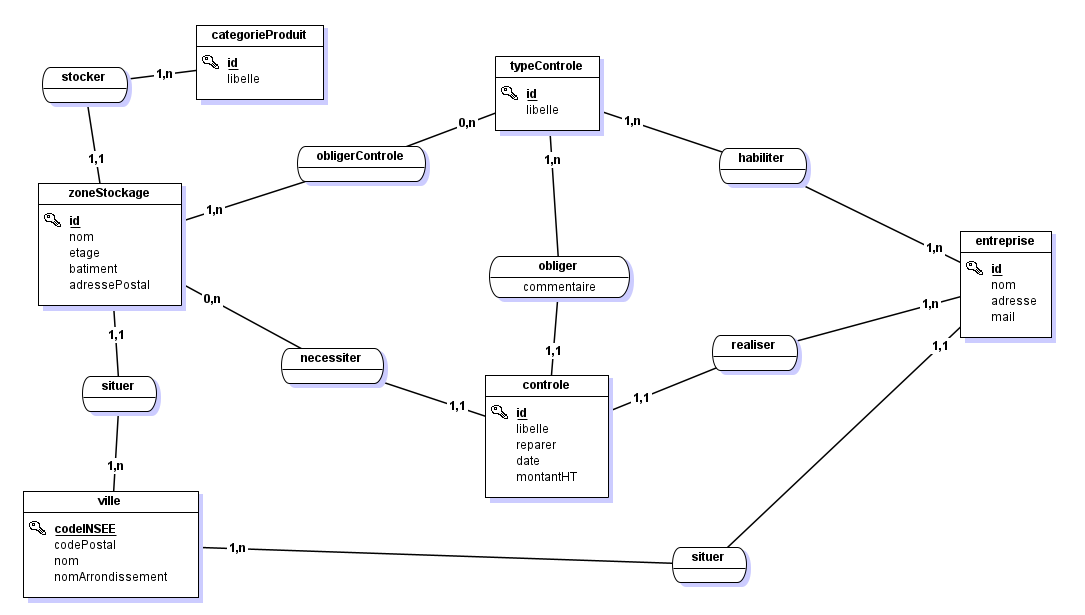 categorieProduit
id
libelle
stocker
1,n
1,1
typeControle
id
libelle
0,n
1,n
1,n
obligerControle
habiliter
zoneStockage
id
nom
etage
batiment
adressePostal
1,n
1,n
entreprise
id
nom
adresse
mail
obliger
commentaire
0,n
1,1
necessiter
1,1
realiser
1,n
1,1
situer
1,1
1,1
controle
id
libelle
reparer
date
montantHT
1,n
ville
codeINSEE
codePostal
nom
nomArrondissement
1,n
situer